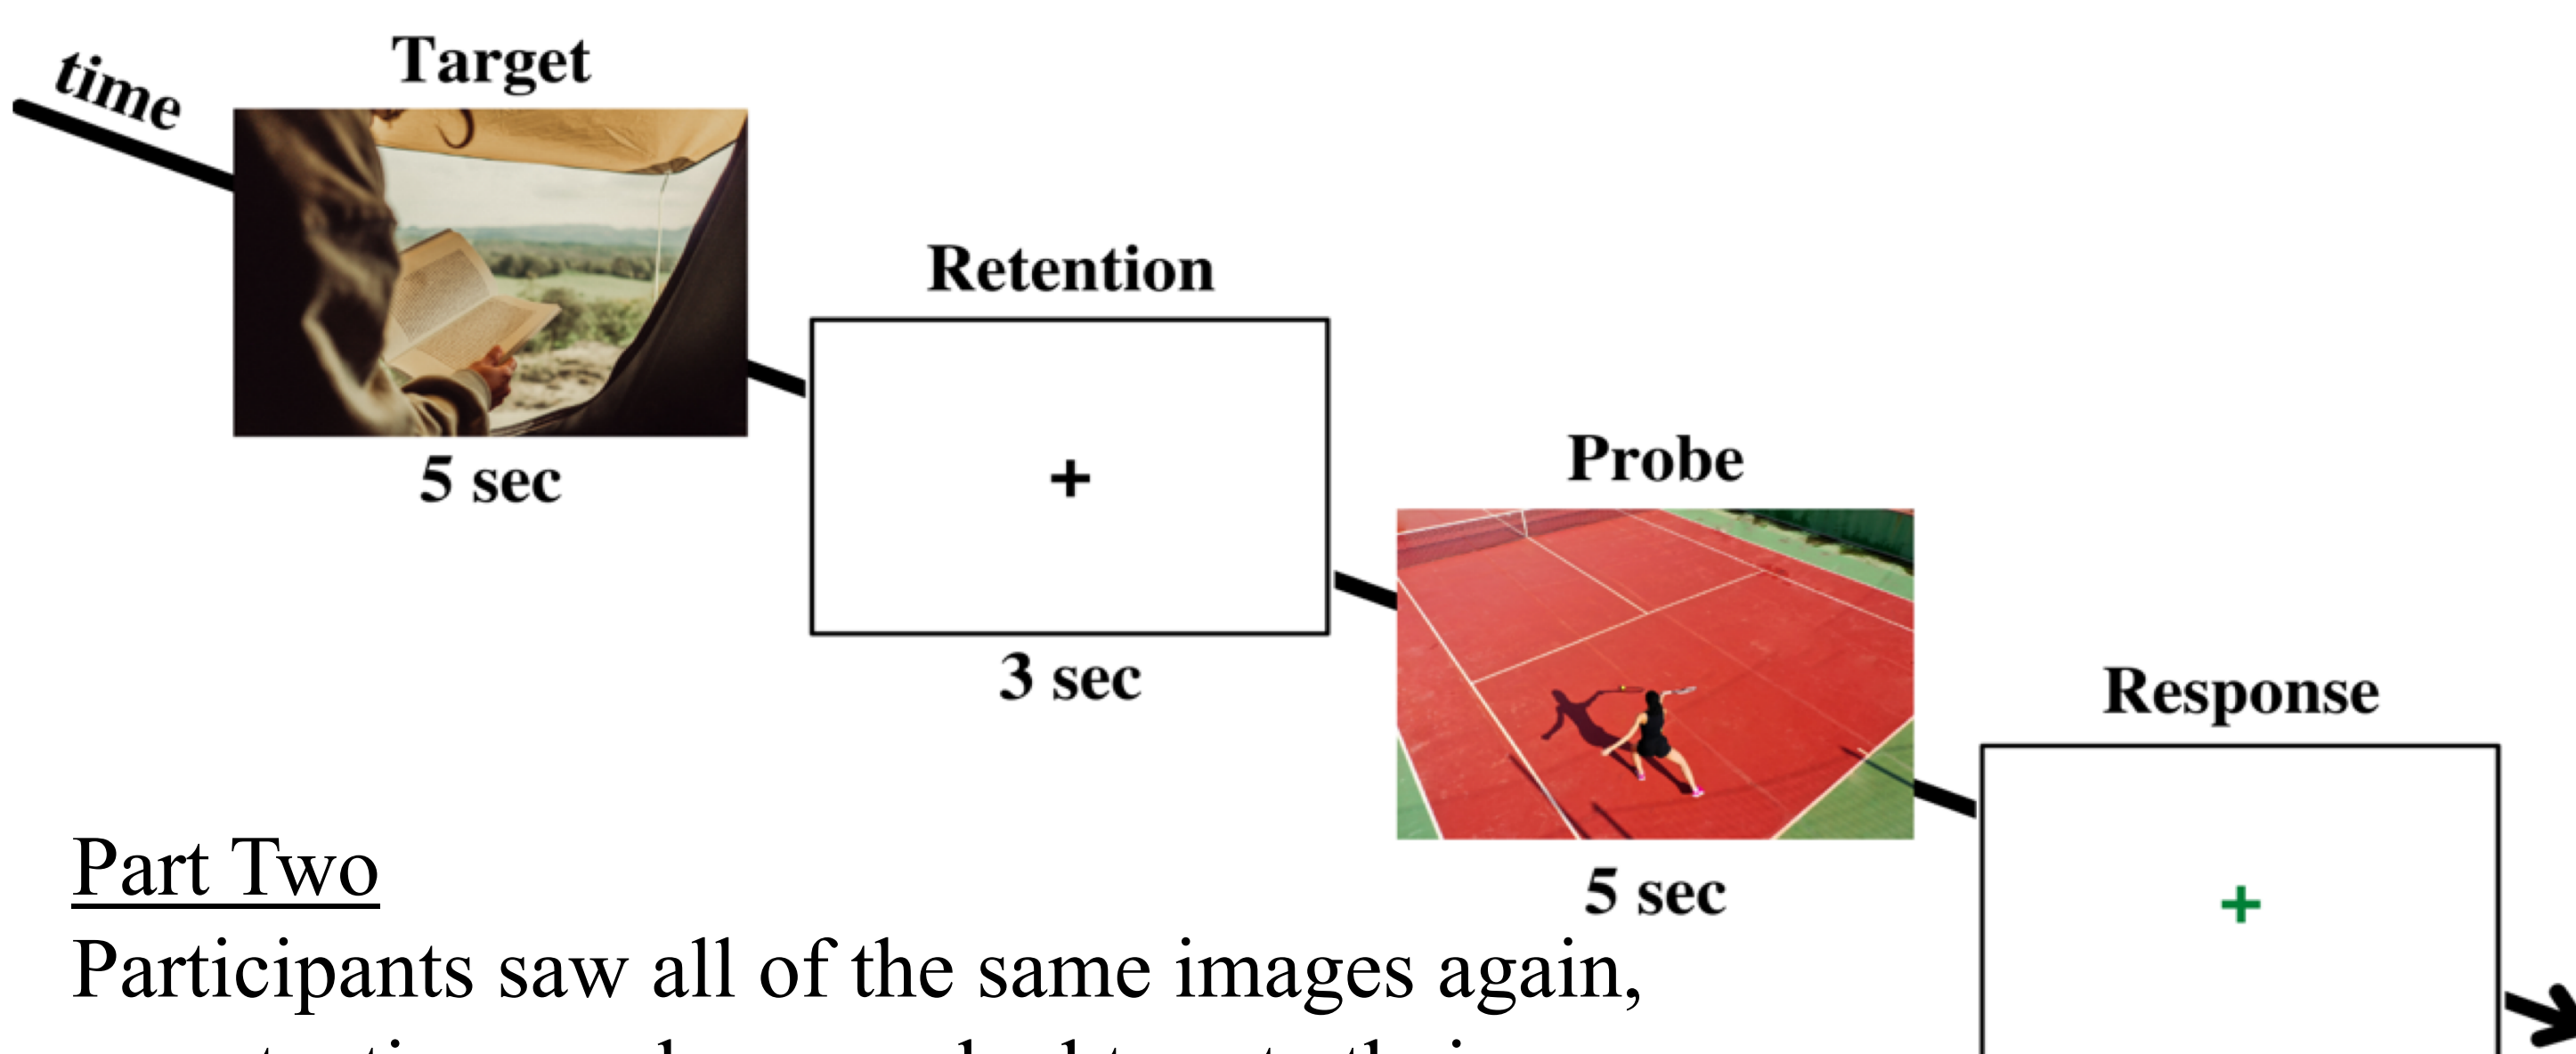 time
Target
5 sec
Retention
+
3 sec
Probe
5 sec
Response
+
Part Two
Participants saw all of the same images again,